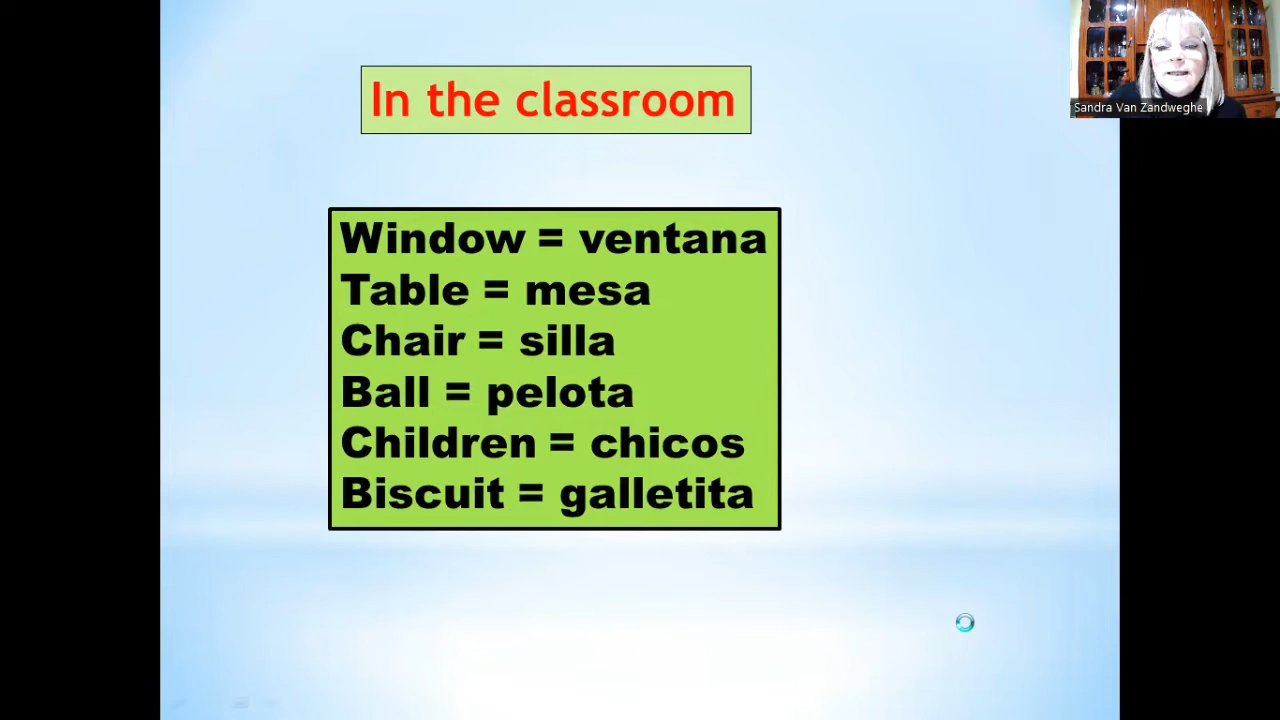 In the classroom
Sandra Van Zandweghe
Window = ventana
Table = mesa
Chair = silla
Ball = pelota
Children = chicos
Biscuit = galletita